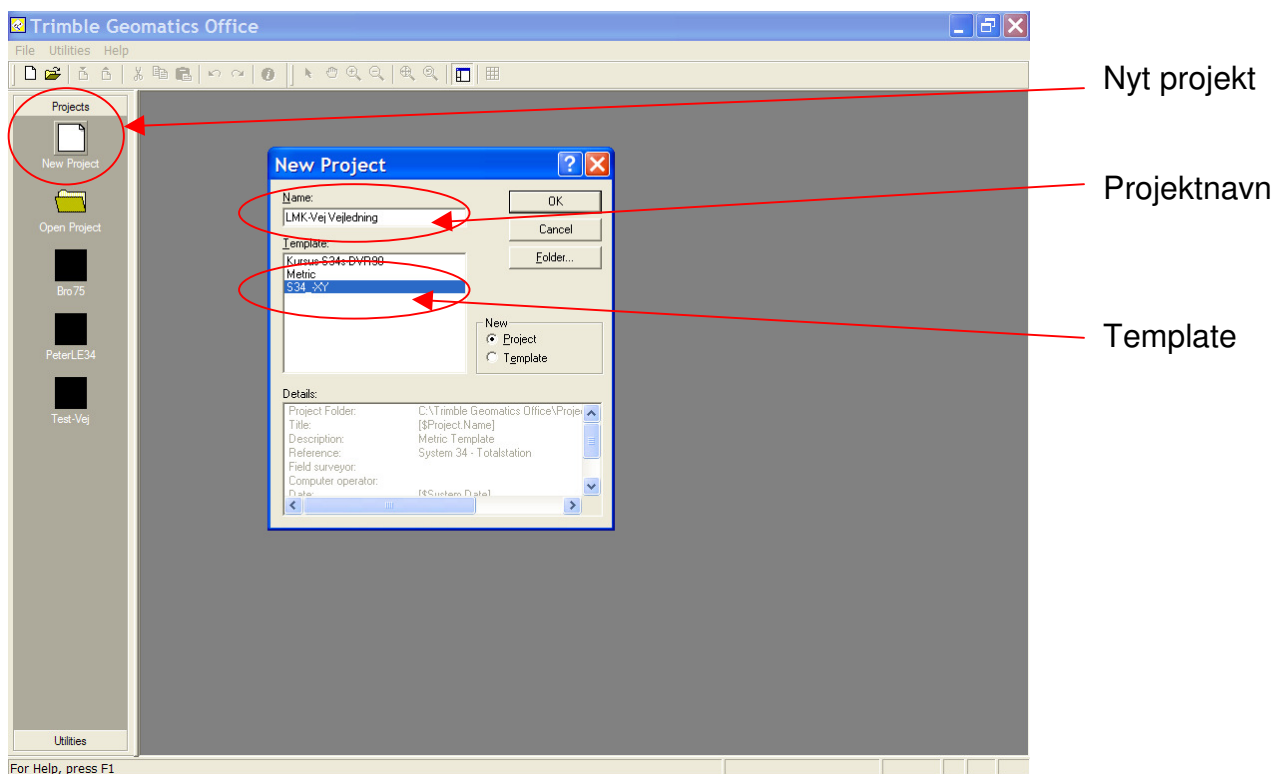 Trimble Geomatics Office
File Utilities Help
Projects
New Project
Open Project
Bro75
PeterLE34
Test-Vej
Utilities
For Help, press F1
New Project
Name:
LMK-Vej Vejledning
OK
Cancel
Folder...
Template:
Kursus S34s DVR90
Metric
S34_-XY
New
Project
Template
Details:
Project Folder: C:\Trimble Geomatics Office\Proje
Title: [$Project.Name]
Description: Metric Template
Reference: System 34 - Totalstation
Field surveyor:
Computer operator:
Date: [$System.Date]
Nyt projekt
Projektnavn
Template